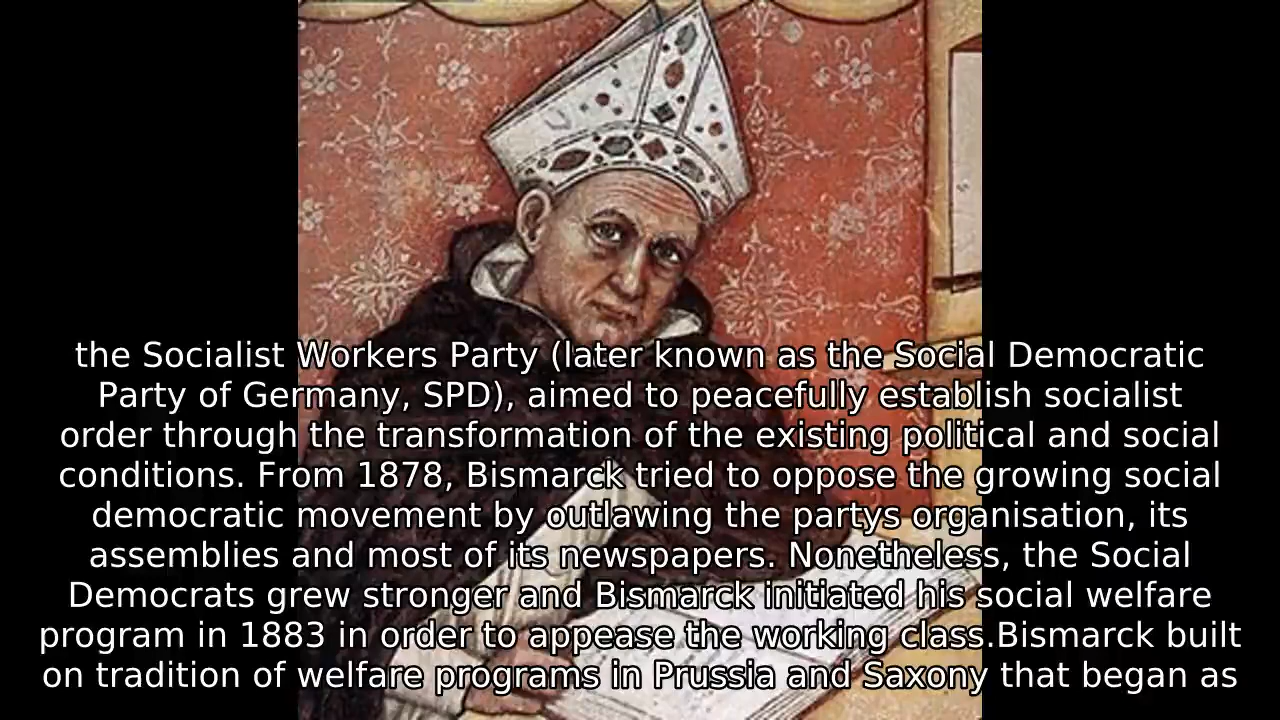 the Socialist Workers Party (later known as the Social Democratic
Party of Germany, SPD), aimed to peacefully establish socialist
order through the transformation of the existing political and social
conditions. From 1878, Bismarck tried to oppose the growing social
democratic movement by outlawing the partys organisation, its
assemblies and most of its newspapers. Nonetheless, the Social
Democrats grew stronger and Bismarck initiated his social welfare
program in 1883 in order to appease the working class.Bismarck built
on tradition of welfare programs in Prussia and Saxony that began as